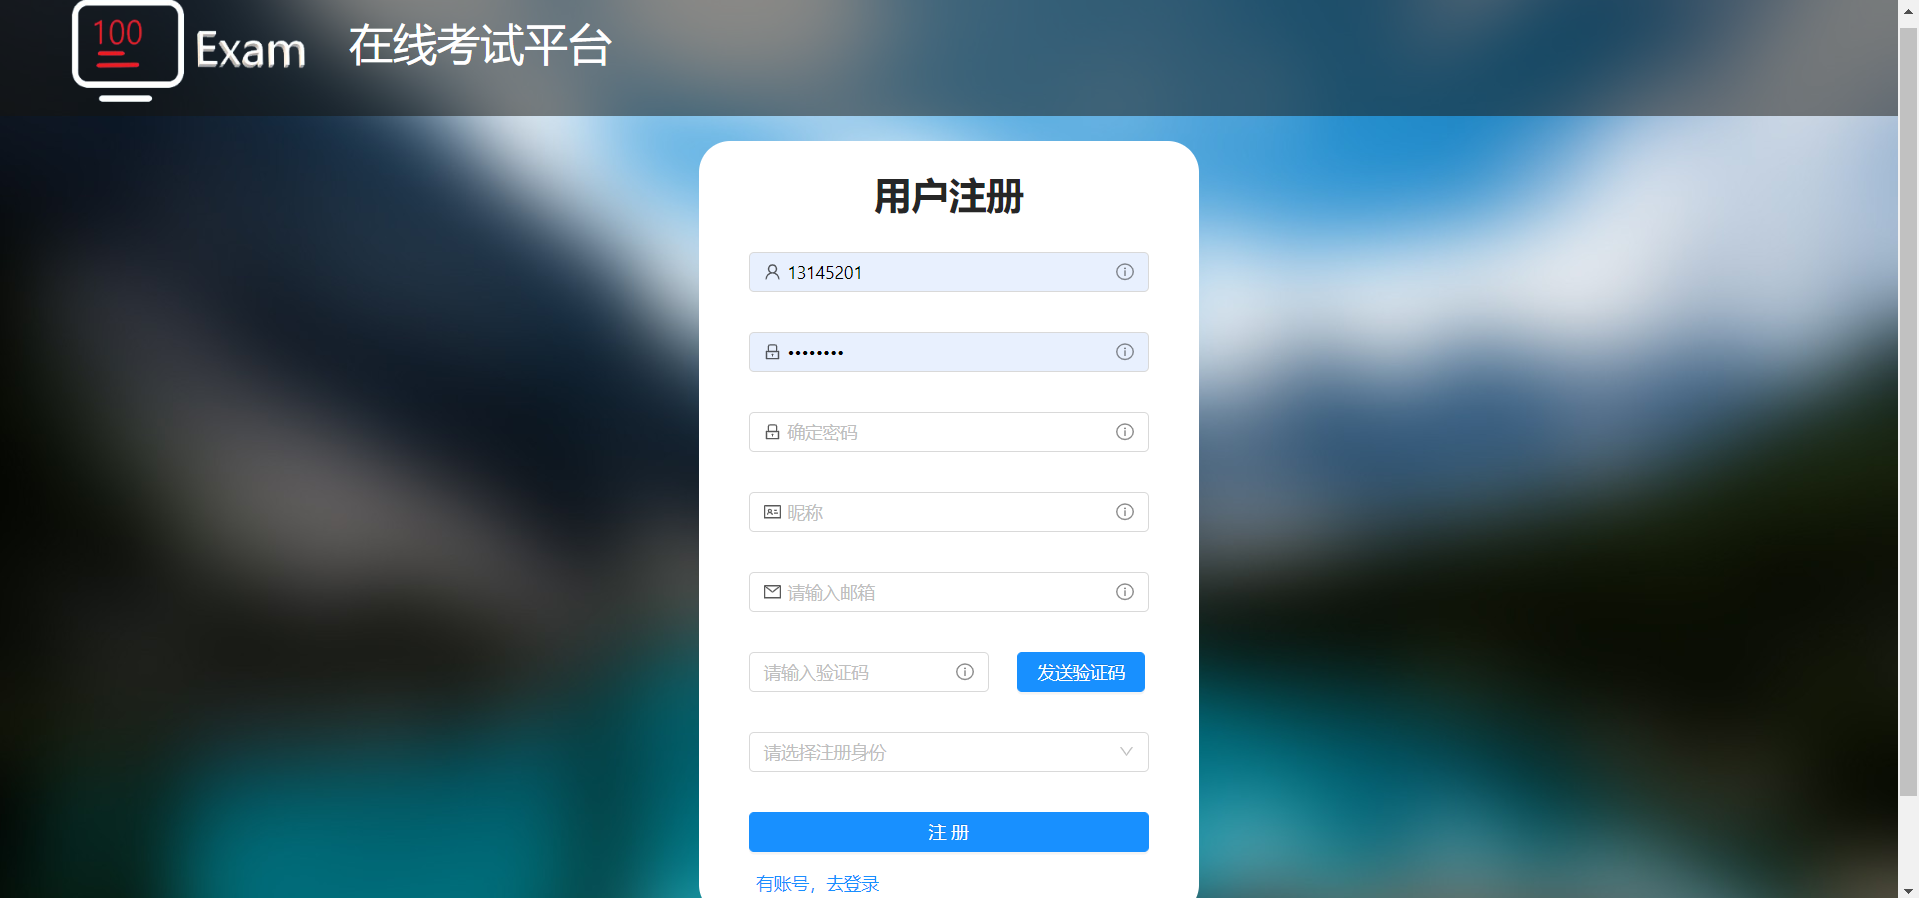 100
Exam 在线考试平台
用户注册
13145201
••••••••
确定密码
昵称
请输入邮箱
请输入验证码 发送验证码
请选择注册身份
注 册
有账号，去登录